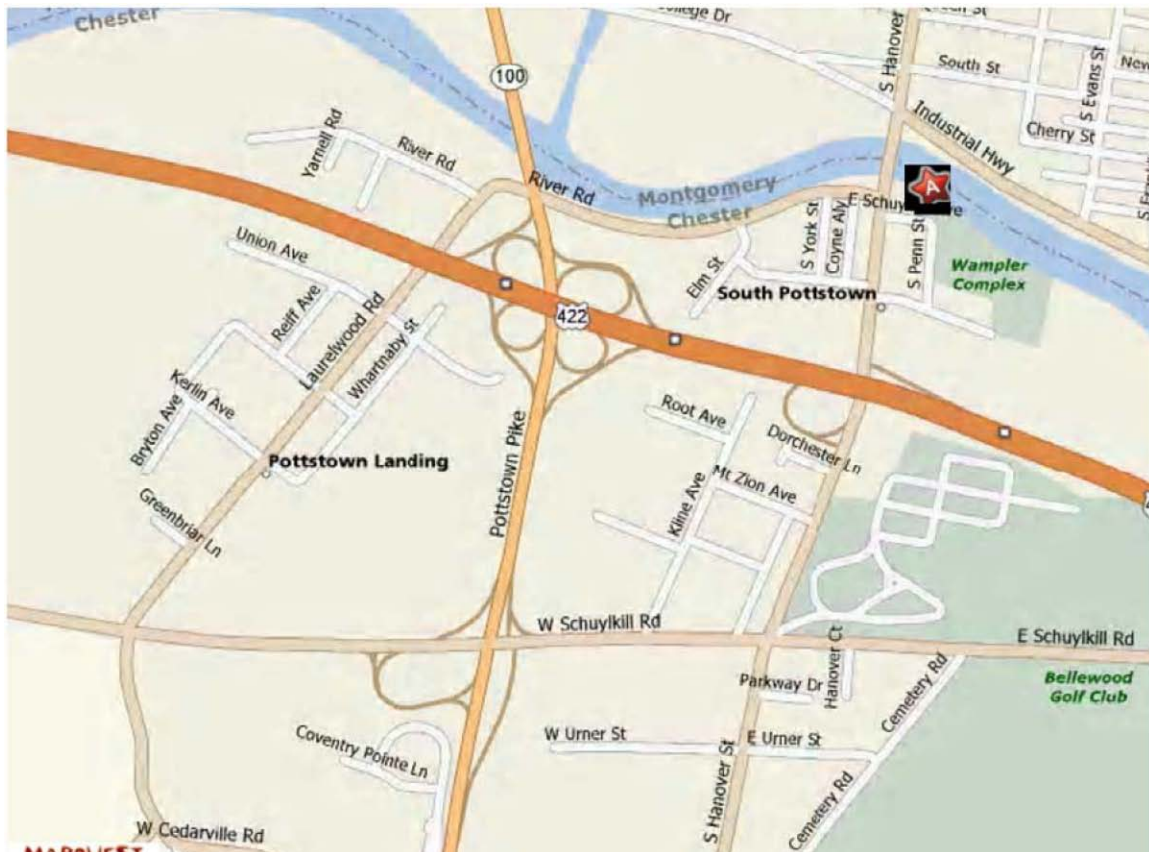 Chester
College Dr
S Hanover
South St
S Evans St
New
100
Industrial Hwy
Cherry St
Yarnell Rd
River Rd
River Rd
Montgomery
Chester
A
E Schuy
ve
S York St
Coyne Aly
S Penn St
Wampler
Complex
Union Ave
Elm St
South Pottstown
Reiff Ave
Laurelwood Rd
Whartnaby St
422
Kerlin Ave
Bryton Ave
Pottstown Pike
Root Ave
Dorchester Ln
Pottstown Landing
Mt Zion Ave
Kline Ave
Greenbriar Ln
W Schuylkill Rd
E Schuylkill Rd
Hanover Ct
Parkway Dr
Cemetery Rd
Bellewood
Golf Club
W Urner St
E Urner St
Coventry Pointe Ln
S Hanover St
Cemetery Rd
W Cedarville Rd